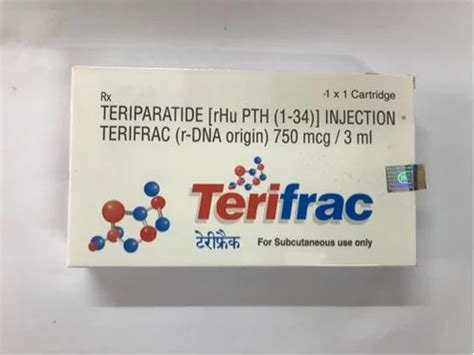 Rx
1 x 1 Cartridge
TERIPARATIDE [rHu PTH (1-34)] INJECTION
TERIFRAC (r-DNA origin) 750 mcg / 3 ml
Terifrac
टेरीफ्रैक
For Subcutaneous use only